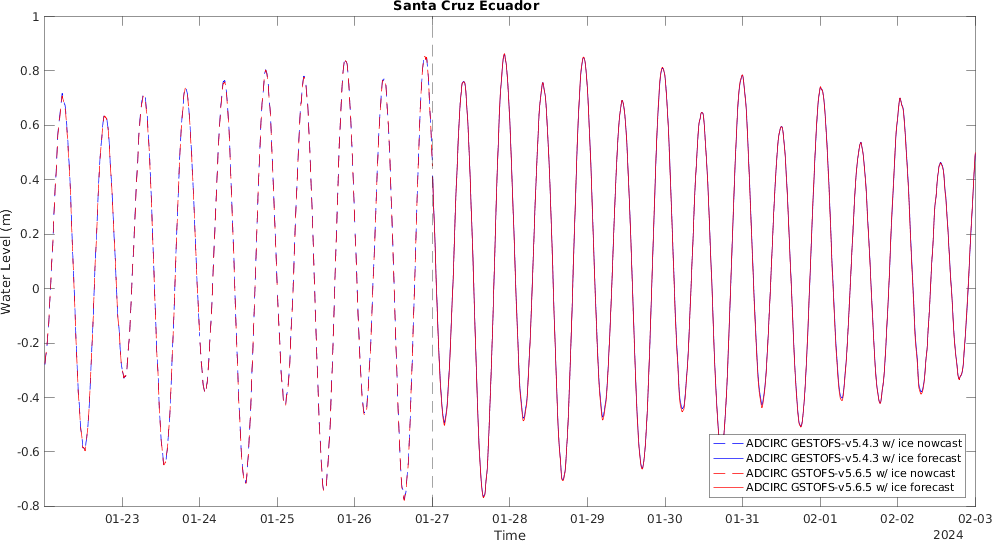 Santa Cruz Ecuador
1
0.8
0.6
0.4
0.2
0
-0.2
-0.4
-0.6
-0.8
Water Level (m)
ADCIRC GESTOFS-v5.4.3 w/ ice nowcast
ADCIRC GESTOFS-v5.4.3 w/ ice forecast
ADCIRC GSTOFS-v5.6.5 w/ ice nowcast
ADCIRC GSTOFS-v5.6.5 w/ ice forecast
01-23 01-24 01-25 01-26 01-27 01-28 01-29 01-30 01-31 02-01 02-02 02-03
Time
2024